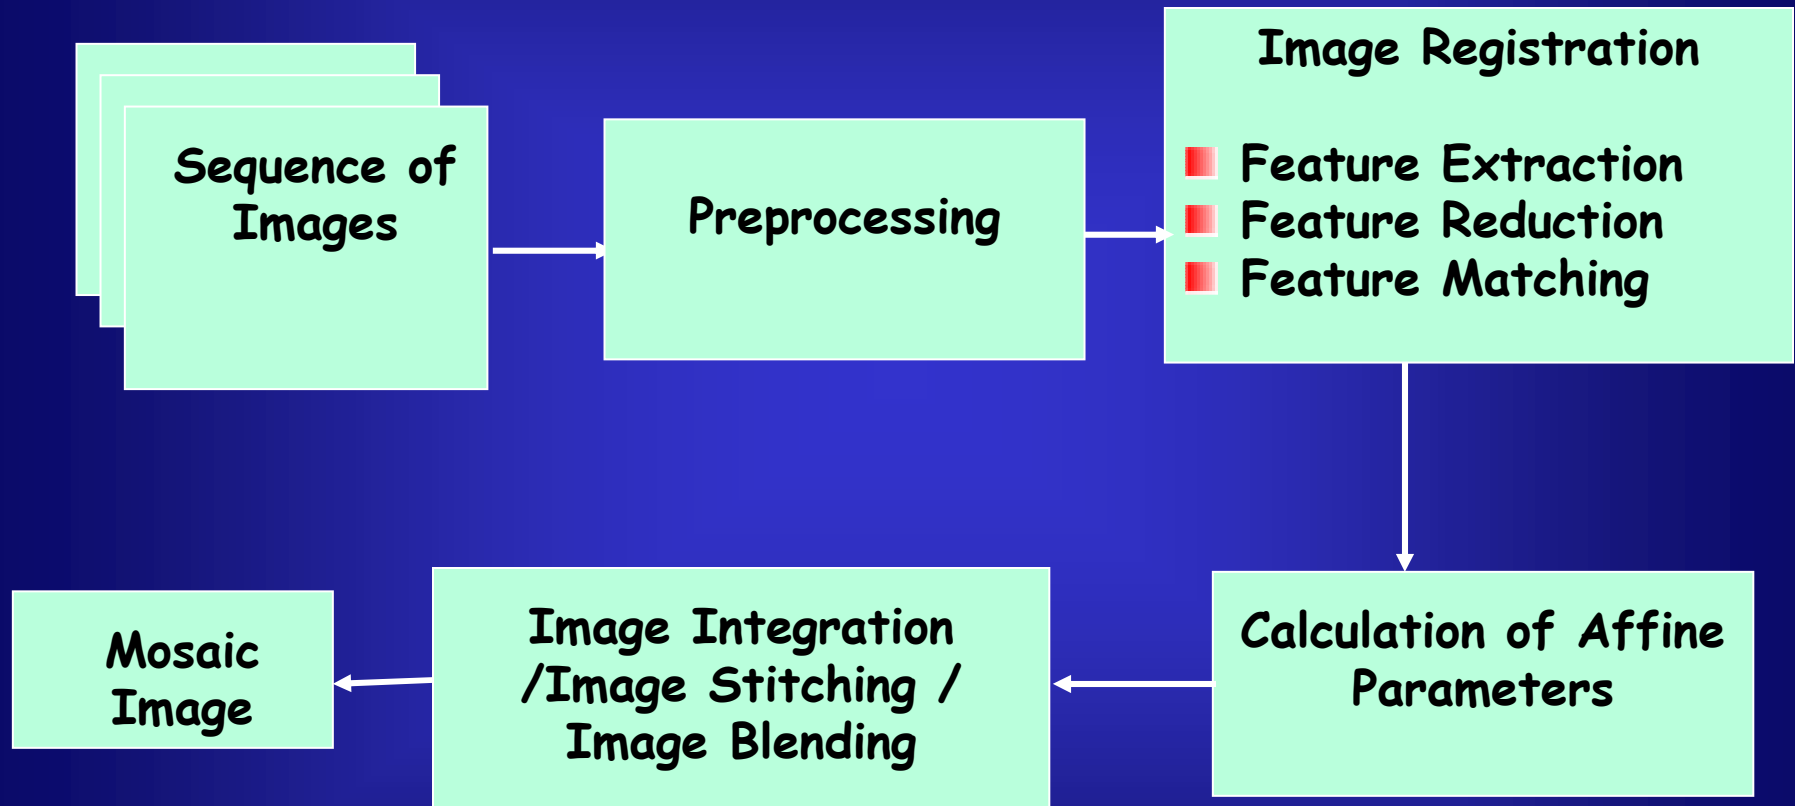 Sequence of
Images
Preprocessing
Image Registration
Feature Extraction
Feature Reduction
Feature Matching
Calculation of Affine
Parameters
Image Integration
/Image Stitching /
Image Blending
Mosaic
Image